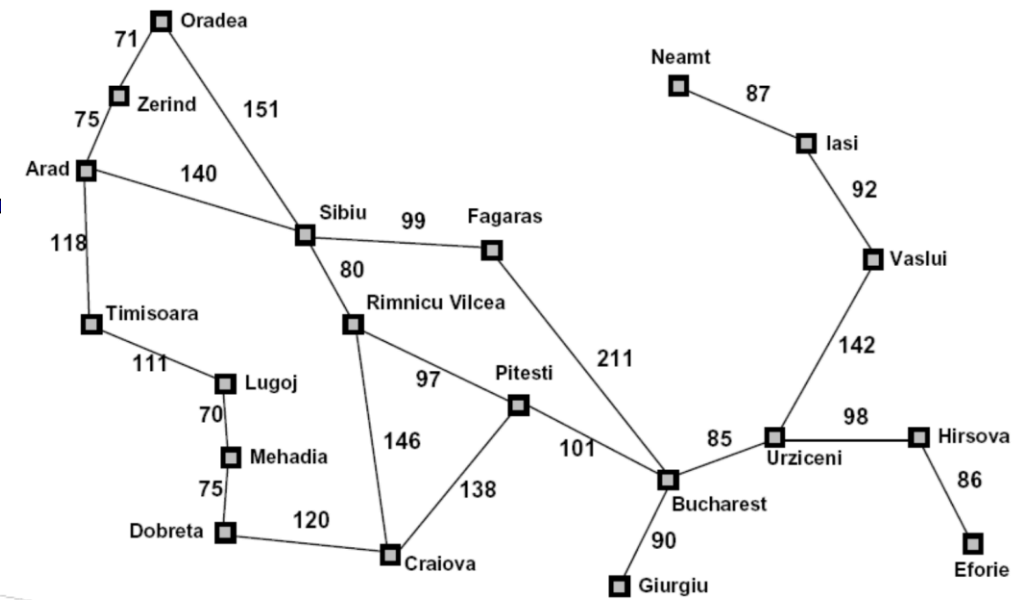 Oradea
71
Neamt
87
Zerind
151
75
Iasi
Arad
140
92
Sibiu
99
Fagaras
118
Vaslui
80
Rimnicu Vilcea
Timisoara
142
111
211
Pitesti
97
Lugoj
70
98
146
85
Hirsova
101
Urziceni
Mehadia
86
75
138
Bucharest
120
Dobreta
90
Craiova
Eforie
Giurgiu